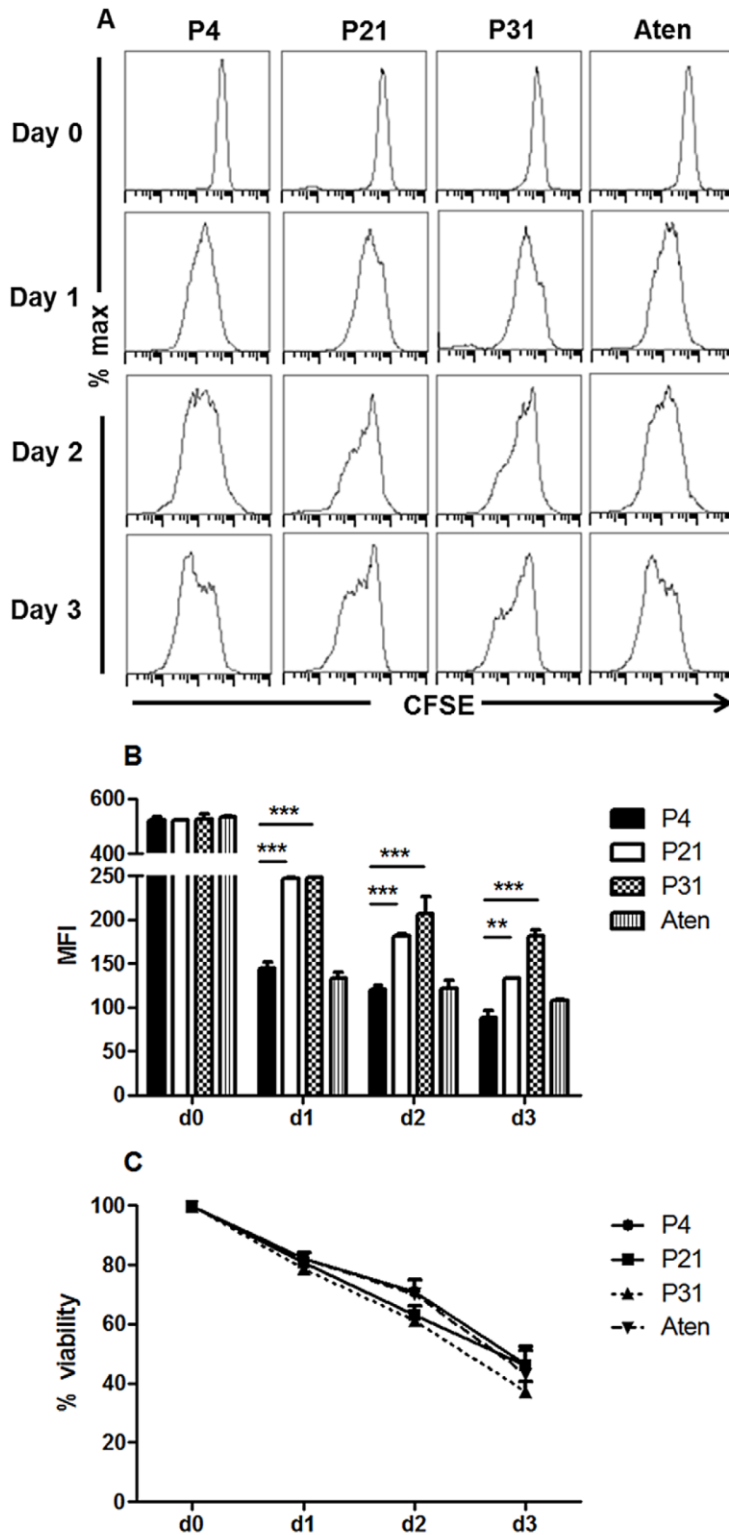 A
P4 P21 P31 Aten
Day 0
Day 1
% max
Day 2
Day 3
CFSE
B
600
400
250
200
150
100
50
0
MFI
*** ***
*** ***
*** **
d0 d1 d2 d3
P4
P21
P31
Aten
C
100
80
60
40
20
0
% viability
d0 d1 d2 d3
P4
P21
P31
Aten